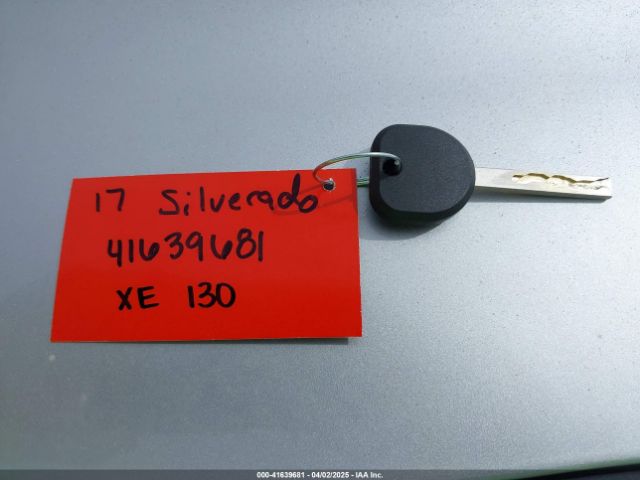 17 Silverado
41639681
XE 130
000-41639681 - 04/02/2025 - IAA Inc.